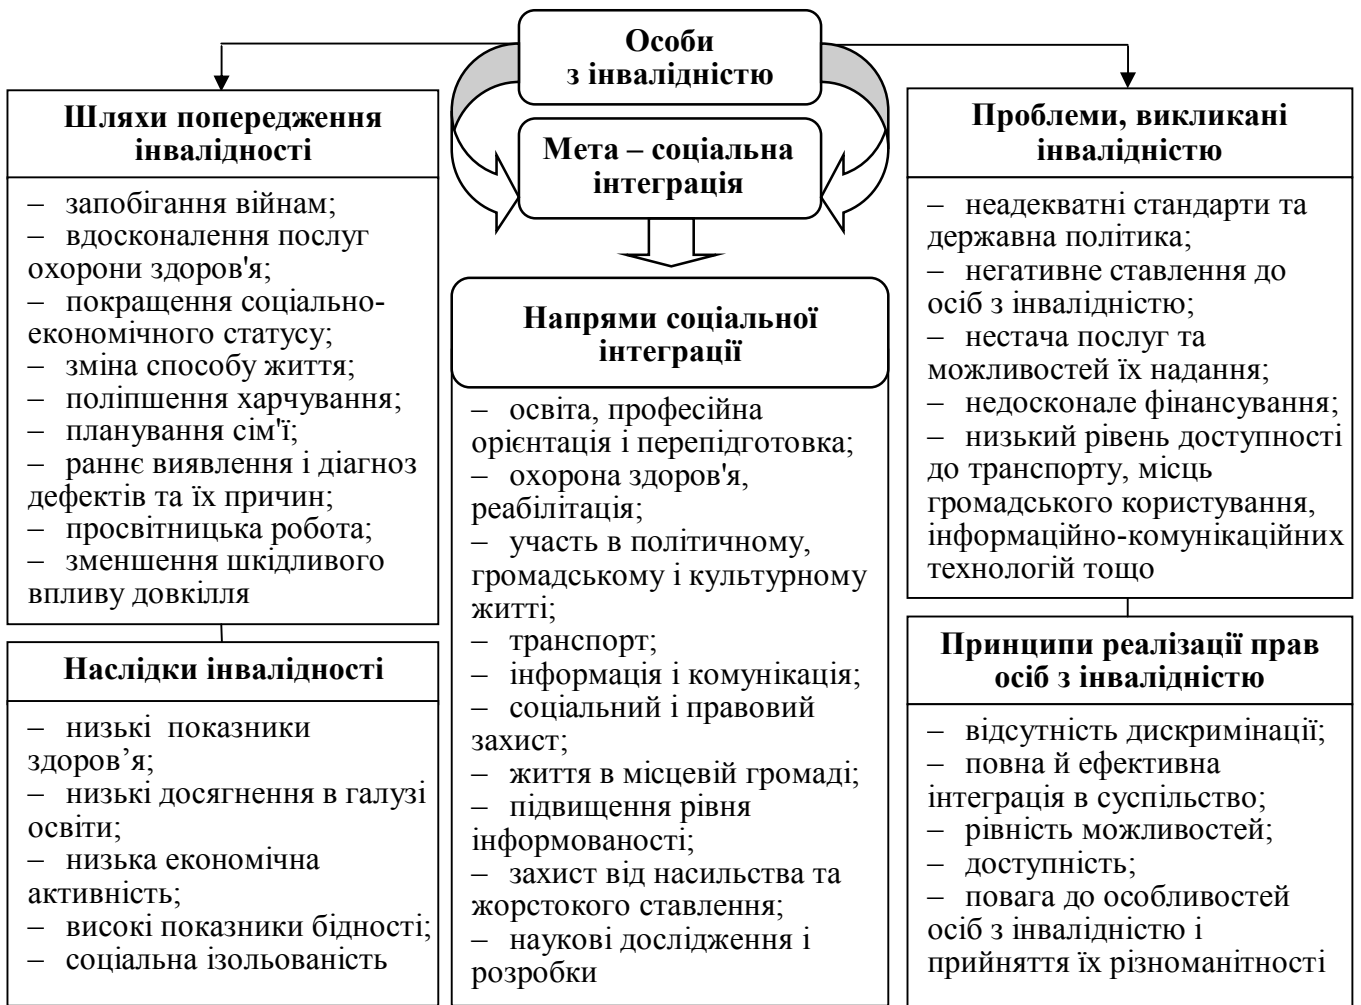 Особи
з інвалідністю
Мета – соціальна
інтеграція
Шляхи попередження
інвалідності
– запобігання війнам;
– вдосконалення послуг
охорони здоров'я;
– покращення соціально-
економічного статусу;
– зміна способу життя;
– поліпшення харчування;
– планування сім'ї;
– раннє виявлення і діагноз
дефектів та їх причин;
– просвітницька робота;
– зменшення шкідливого
впливу довкілля
Наслідки інвалідності
– низькі показники
здоров’я;
– низькі досягнення в галузі
освіти;
– низька економічна
активність;
– високі показники бідності;
– соціальна ізольованість
Напрями соціальної
інтеграції
– освіта, професійна
орієнтація і перепідготовка;
– охорона здоров'я,
реабілітація;
– участь в політичному,
громадському і культурному
житті;
– транспорт;
– інформація і комунікація;
– соціальний і правовий
захист;
– життя в місцевій громаді;
– підвищення рівня
інформованості;
– захист від насильства та
жорстокого ставлення;
– наукові дослідження і
розробки
Проблеми, викликані
інвалідністю
– неадекватні стандарти та
державна політика;
– негативне ставлення до
осіб з інвалідністю;
– нестача послуг та
можливостей їх надання;
– недосконале фінансування;
– низький рівень доступності
до транспорту, місць
громадського користування,
інформаційно-комунікаційних
технологій тощо
Принципи реалізації прав
осіб з інвалідністю
– відсутність дискримінації;
– повна й ефективна
інтеграція в суспільство;
– рівність можливостей;
– доступність;
– повага до особливостей
осіб з інвалідністю і
прийняття їх різноманітності